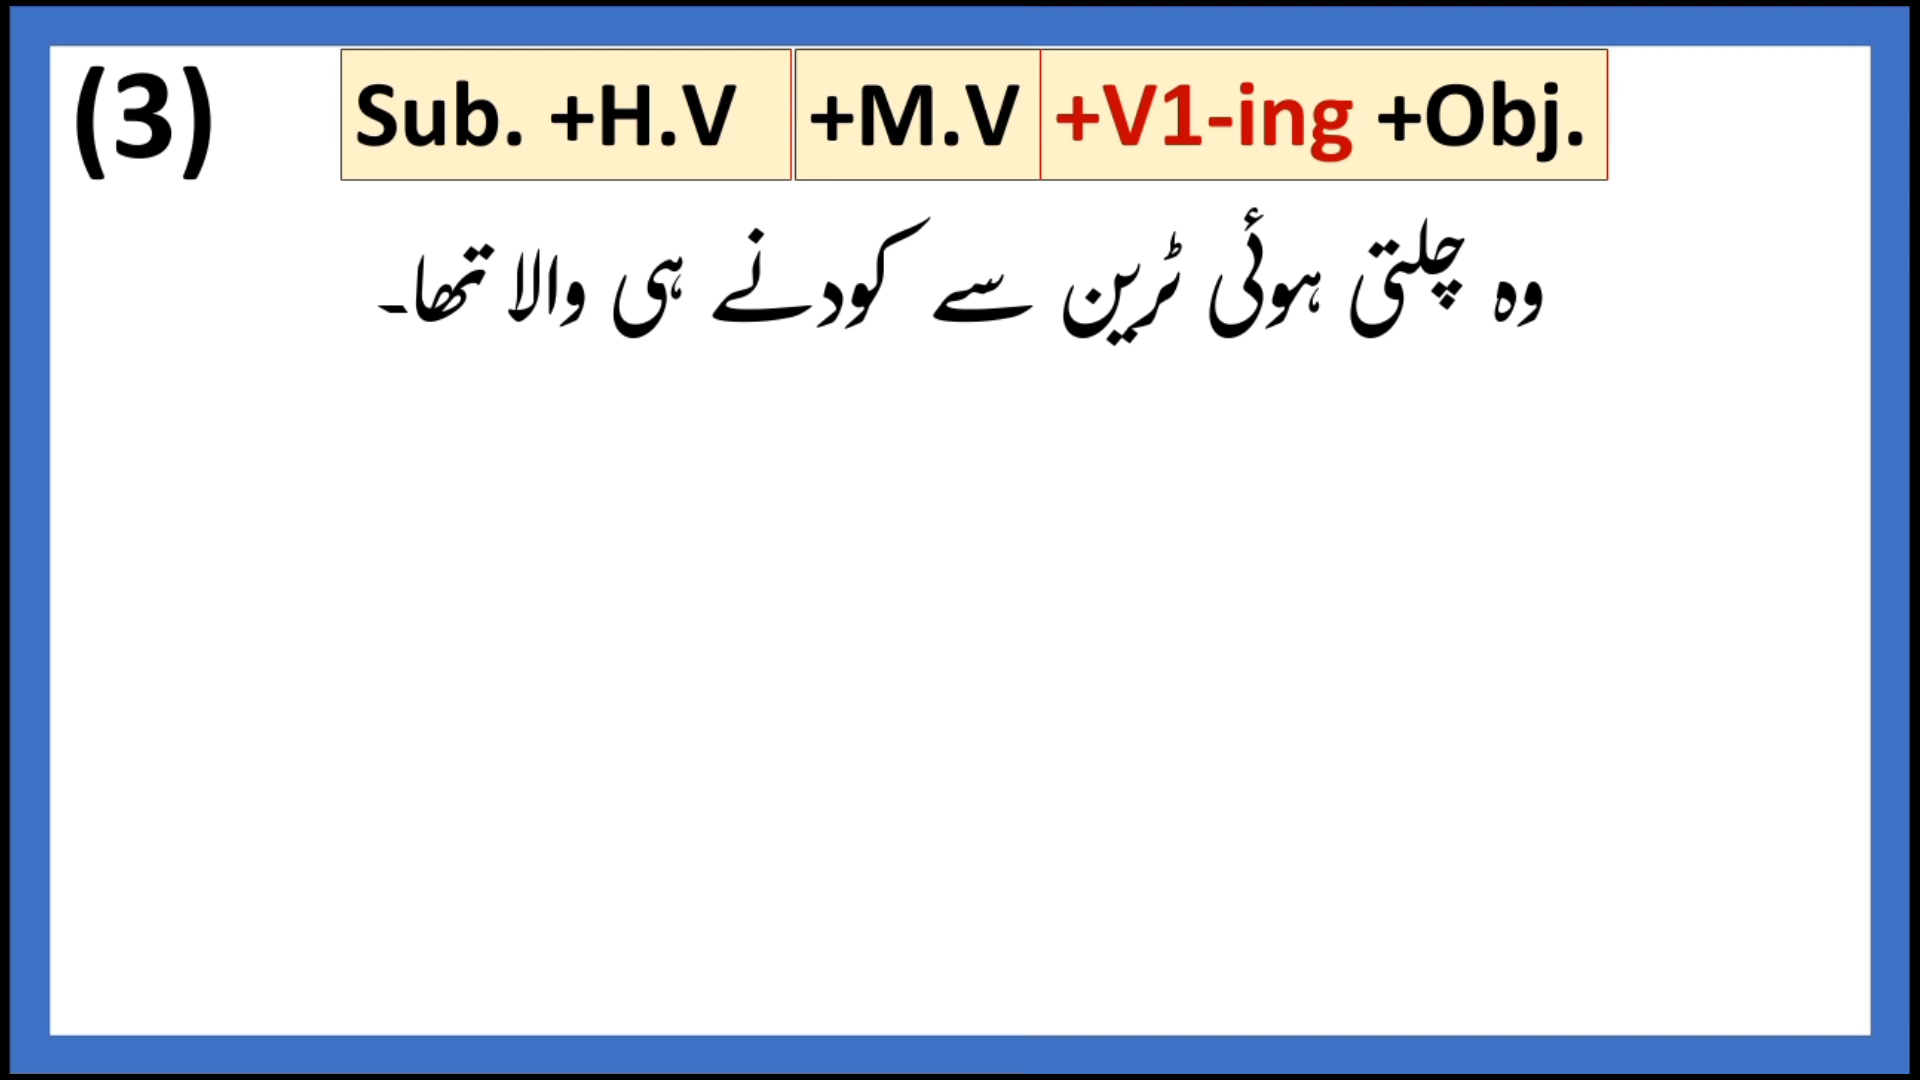 (3) Sub. +H.V +M.V +V1-ing +Obj.
وہ چلتی ہوئی ٹرین سے کودنے ہی والا تھا۔